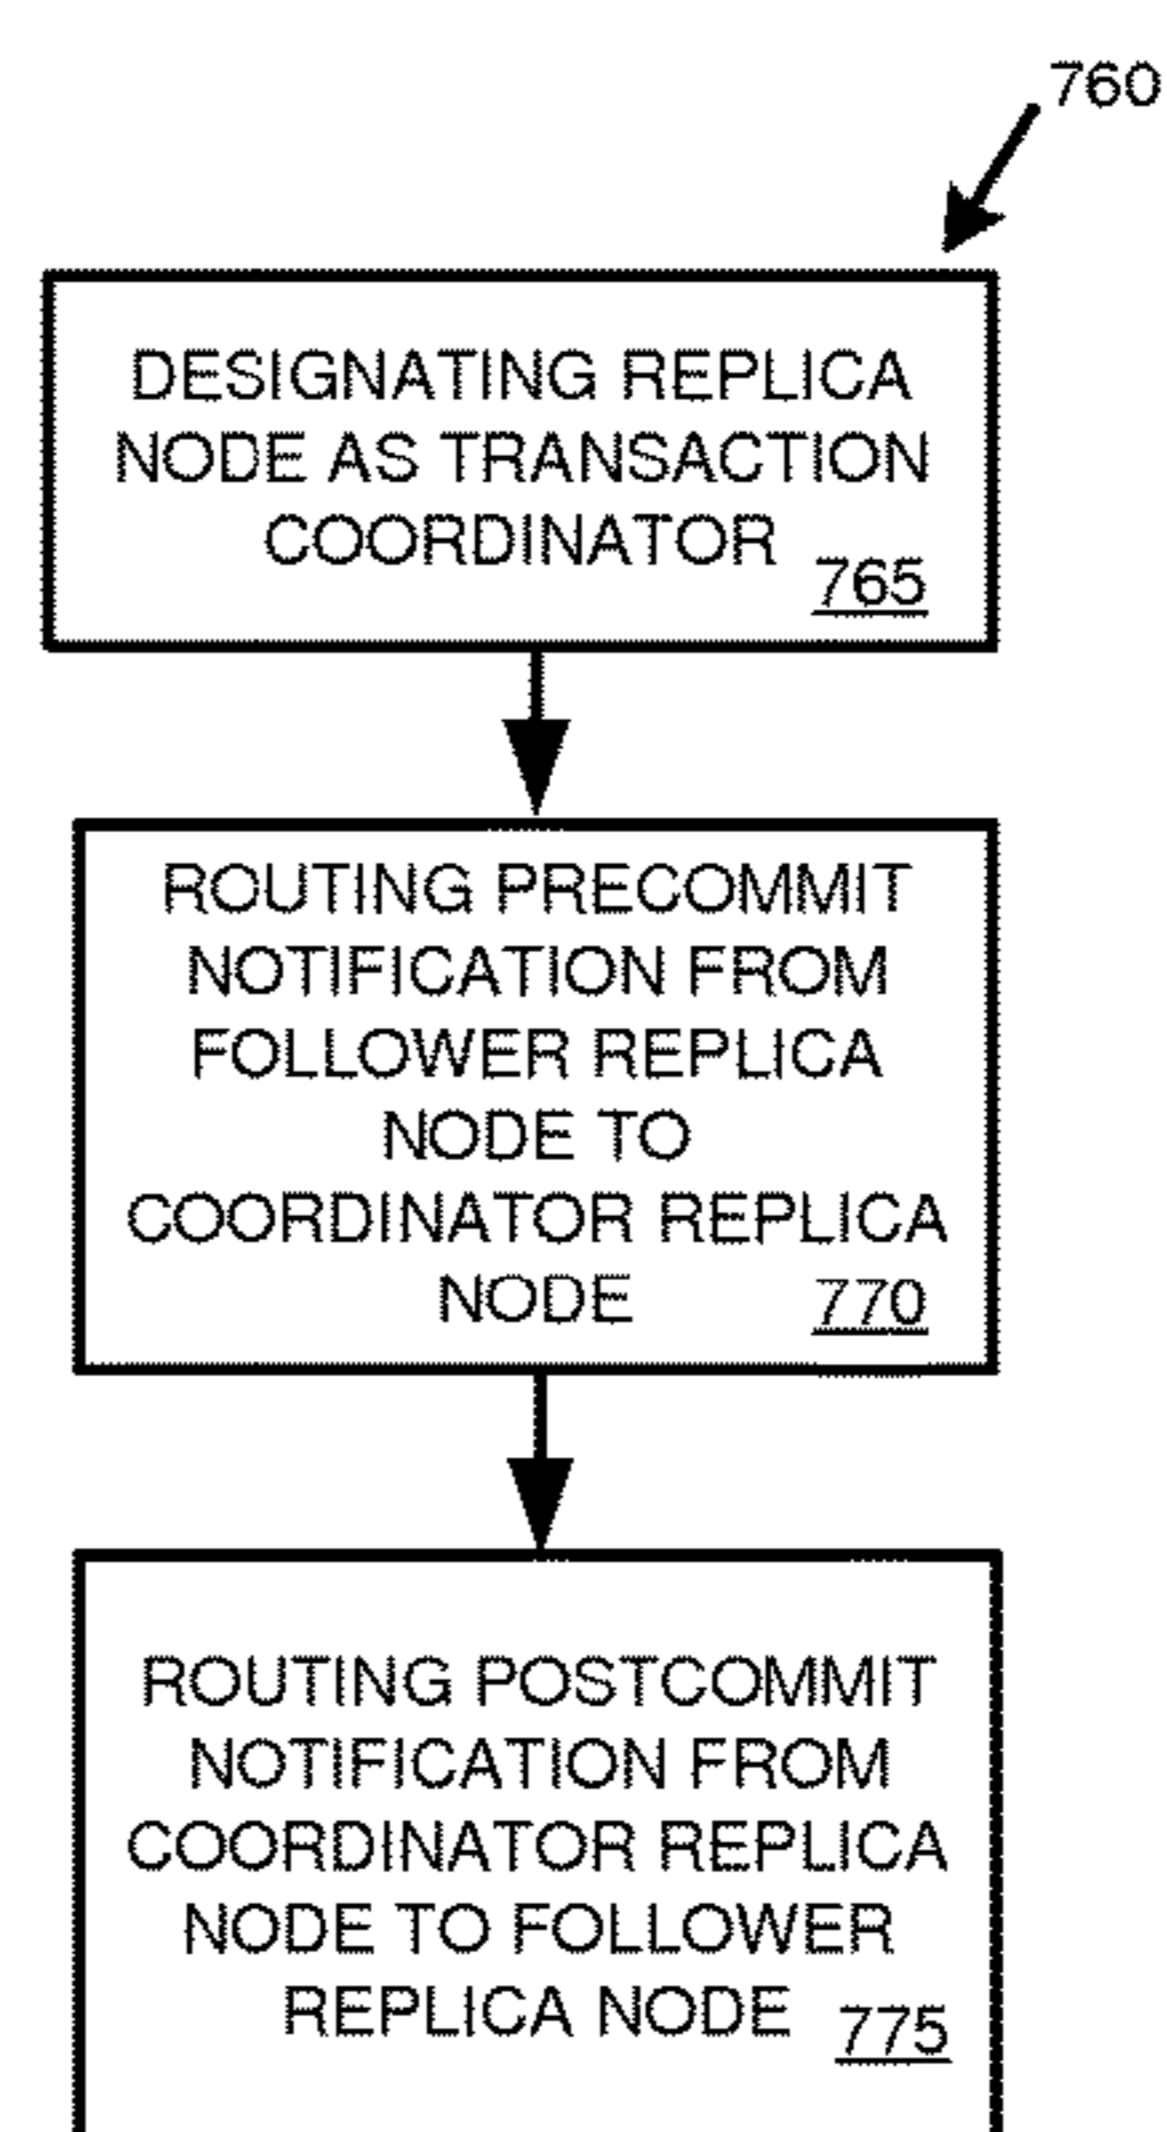 760
DESIGNATING REPLICA
NODE AS TRANSACTION
COORDINATOR
765
ROUTING PRECOMMIT
NOTIFICATION FROM
FOLLOWER REPLICA
NODE TO
COORDINATOR REPLICA
NODE 770
ROUTING POSTCOMMIT
NOTIFICATION FROM
COORDINATOR REPLICA
NODE TO FOLLOWER
REPLICA NODE 775